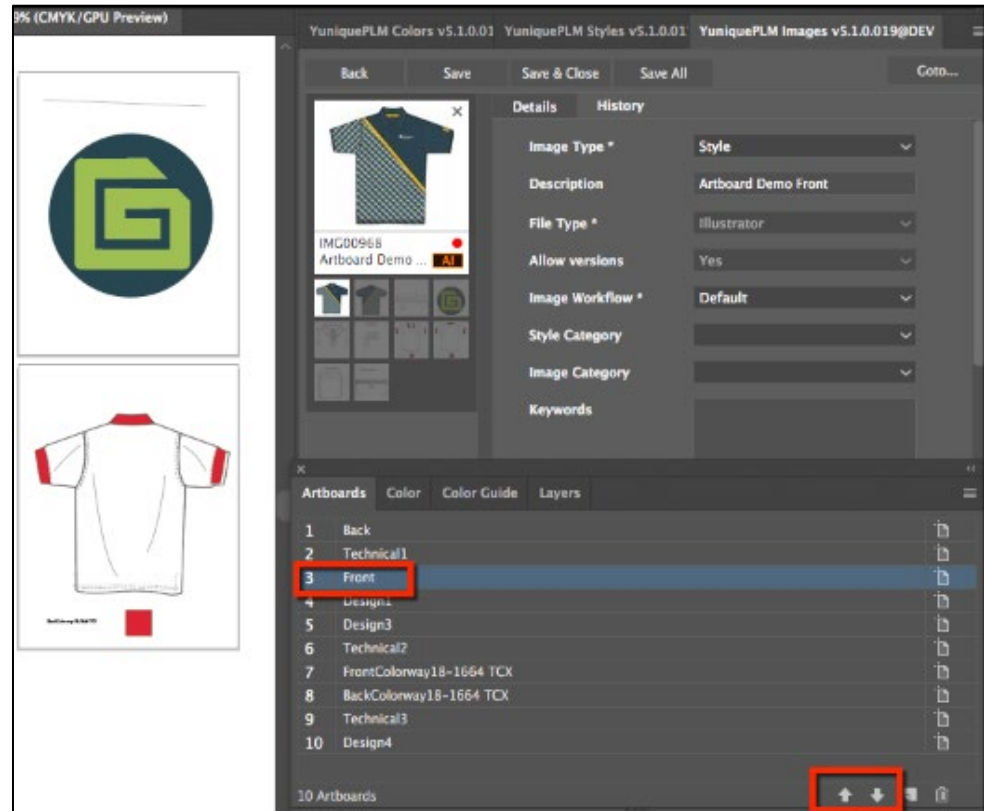 9% (CMYK/GPU Preview)
YuniquePLM Colors v5.1.0.01 YuniquePLM Styles v5.1.0.01 YuniquePLM Images v5.1.0.019@DEV
Back Save Save & Close Save All Goto...
Details History
Image Type * Style
Description Artboard Demo Front
File Type * Illustrator
IMG00968
Artboard Demo ... AI
Allow versions Yes
Image Workflow * Default
Style Category
Image Category
Keywords
Artboards Color Color Guide Layers
1 Back
2 Technical1
3 Front
4 Design1
5 Design3
6 Technical2
7 FrontColorway18-1664 TCX
8 BackColorway18-1664 TCX
9 Technical3
10 Design4
10 Artboards